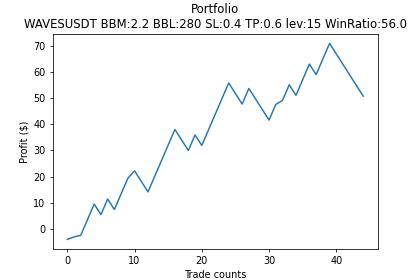 Portfolio
WAVESUSDT BBM:2.2 BBL:280 SL:0.4 TP:0.6 lev:15 WinRatio:56.0
70
60
50
40
30
20
10
0
Profit ($)
0 10 20 30 40
Trade counts